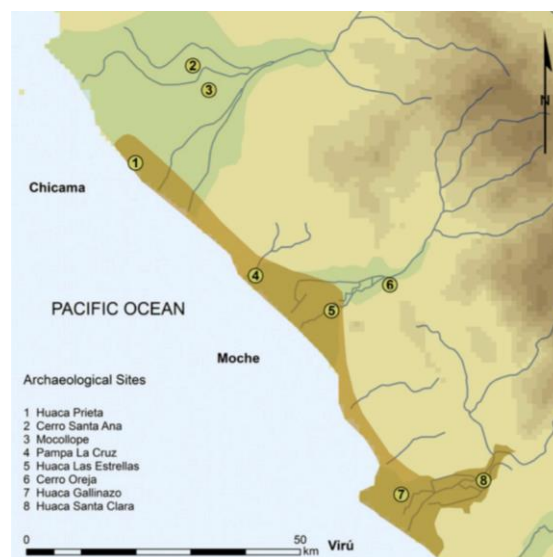 2
3
N
1
Chicama
4
6
5
PACIFIC OCEAN
Moche
Archaeological Sites
1 Huaca Prieta
2 Cerro Santa Ana
3 Mocollope
4 Pampa La Cruz
5 Huaca Las Estrellas
6 Cerro Oreja
7 Huaca Gallinazo
8 Huaca Santa Clara
8
7
Virú
0 50
km